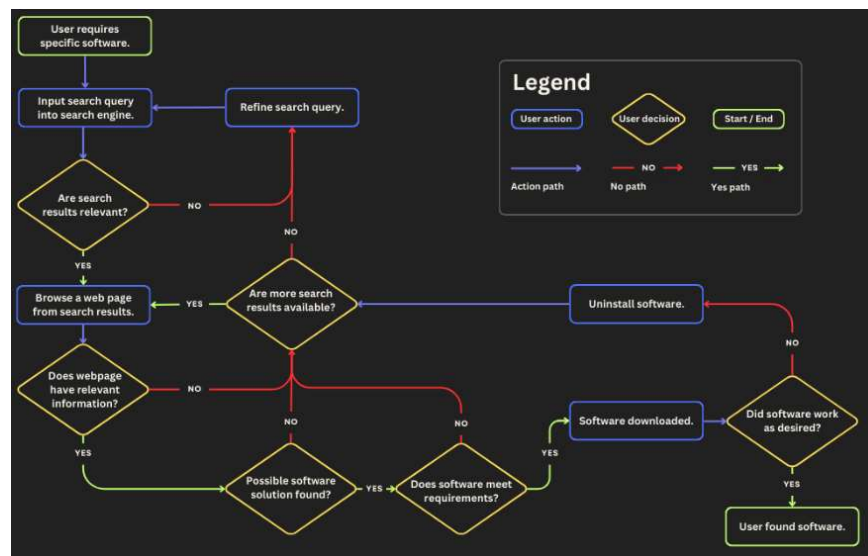 User requires
specific software.
Input search query
into search engine.
Refine search query.
Legend
User action
User decision
Start / End
NO
YES
Action path
No path
Yes path
Are search
results relevant?
NO
YES
NO
Browse a web page
from search results.
YES
Are more search
results available?
Uninstall software.
NO
Does webpage
have relevant
information?
NO
Did software work
as desired?
Software downloaded.
NO
NO
YES
YES
Possible software
solution found?
YES
Does software meet
requirements?
YES
User found software.